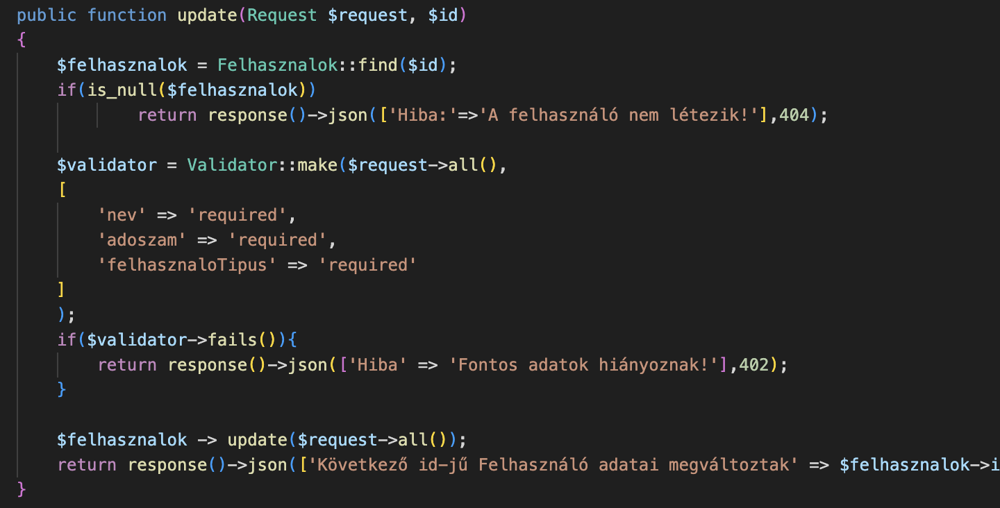 public function update(Request $request, $id)
{
$felhasznalok = Felhasznalok::find($id);
if(is_null($felhasznalok))
return response()->json(['Hiba:'=>'A felhasználó nem létezik!'],404);
$validator = Validator::make($request->all(),
[
'nev' => 'required',
'adoszam' => 'required',
'felhasznaloTipus' => 'required'
]
);
if($validator->fails()){
return response()->json(['Hiba' => 'Fontos adatok hiányoznak!'],402);
}
$felhasznalok -> update($request->all());
return response()->json(['Következő id-jű Felhasználó adatai megváltoztak' => $felhasznalok->i
}